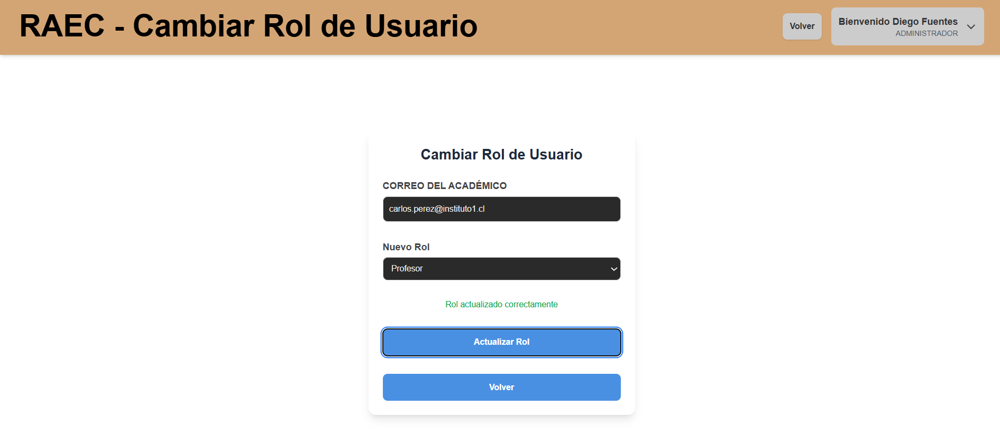 RAEC - Cambiar Rol de Usuario
Volver
Bienvenido Diego Fuentes
ADMINISTRADOR
Cambiar Rol de Usuario
CORREO DEL ACADÉMICO
carlos.perez@instituto1.cl
Nuevo Rol
Profesor
Rol actualizado correctamente
Actualizar Rol
Volver